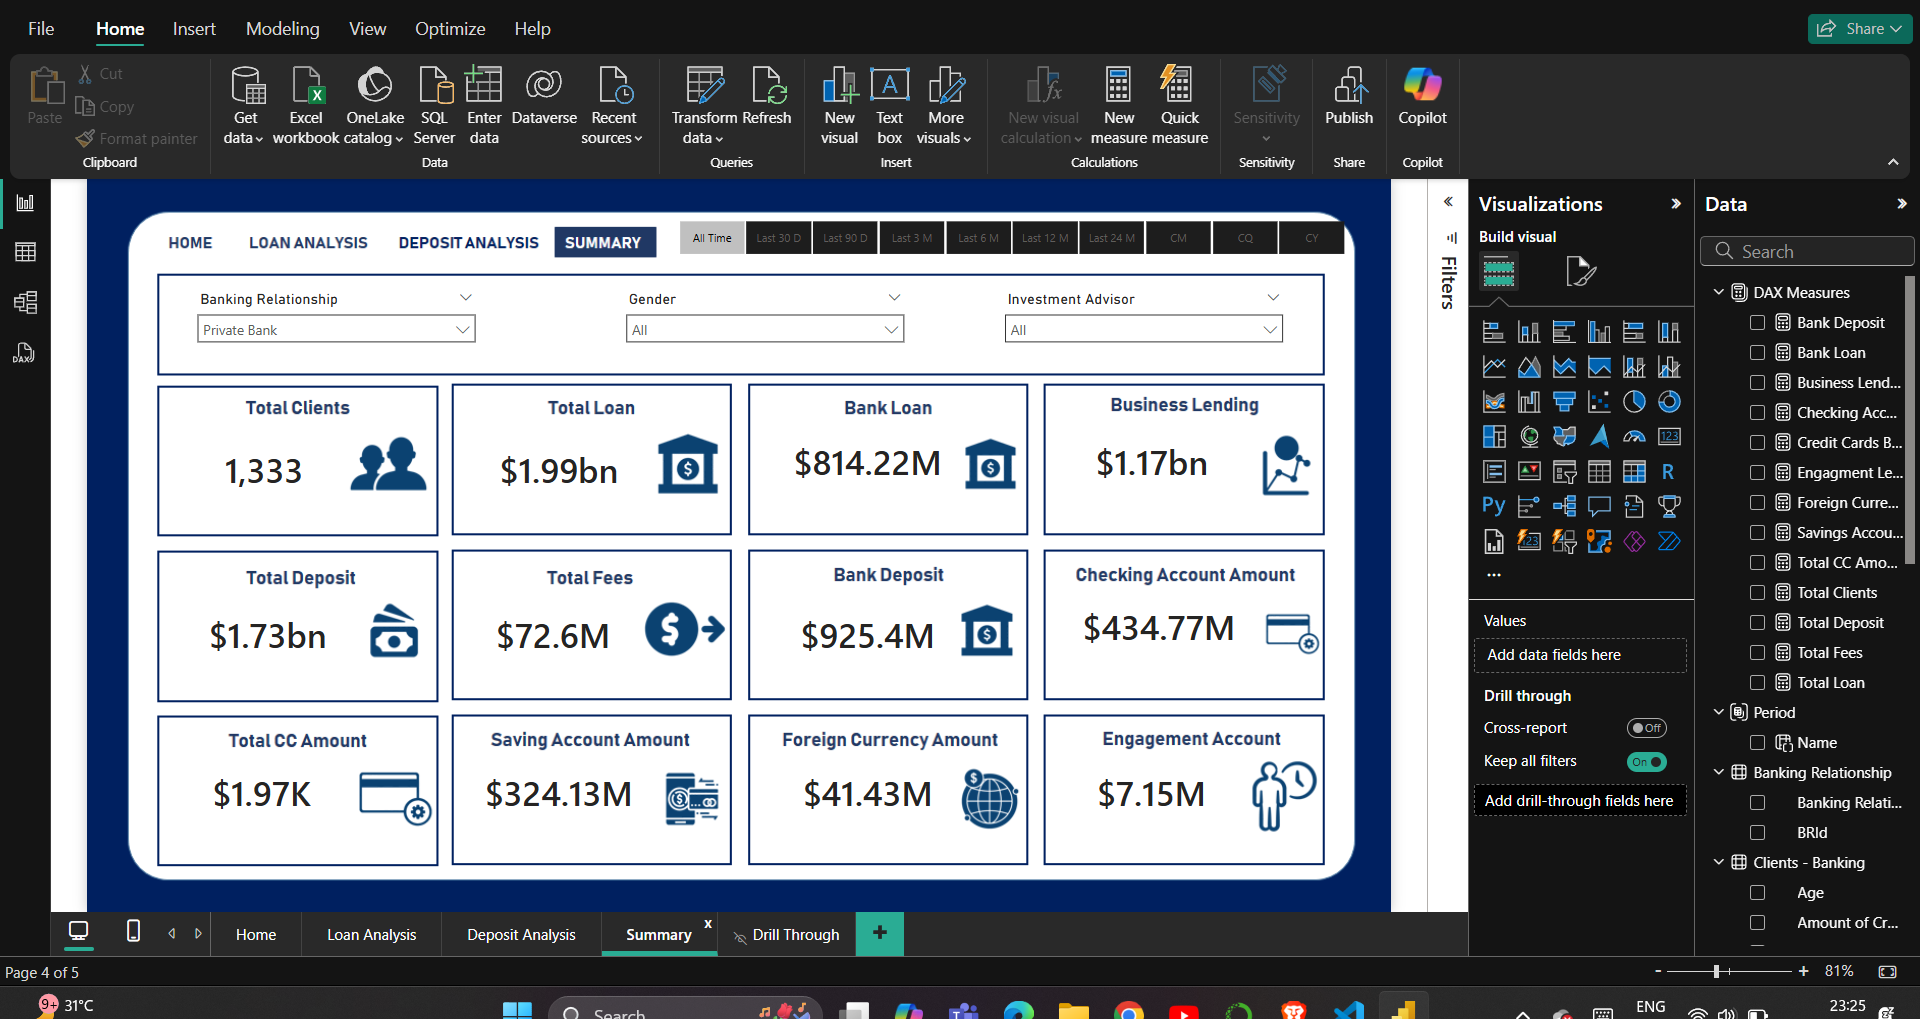 File Home Insert Modeling View Optimize Help Share
Paste Cut Copy Format painter
Clipboard
Get data Excel workbook OneLake catalog SQL Server Enter data Dataverse Recent sources
Data
Transform data Refresh
Queries
New visual Text box More visuals
Insert
New visual calculation New measure Quick measure
Calculations
Sensitivity
Sensitivity
Publish
Share
Copilot
Copilot
HOME LOAN ANALYSIS DEPOSIT ANALYSIS SUMMARY
All Time Last 30 D Last 90 D Last 3 M Last 6 M Last 12 M Last 24 M CM CQ CY
Banking Relationship Gender Investment Advisor
Private Bank All All
Total Clients
1,333
Total Loan
$1.99bn
Bank Loan
$814.22M
Business Lending
$1.17bn
Total Deposit
$1.73bn
Total Fees
$72.6M
Bank Deposit
$925.4M
Checking Account Amount
$434.77M
Total CC Amount
$1.97K
Saving Account Amount
$324.13M
Foreign Currency Amount
$41.43M
Engagement Account
$7.15M
Filters
Visualizations
Build visual
123
R
Py
Values
Add data fields here
Drill through
Cross-report Off
Keep all filters On
Add drill-through fields here
Data
Search
DAX Measures
Bank Deposit
Bank Loan
Business Lend...
Checking Acc...
Credit Cards B...
Engagment Le...
Foreign Curre...
Savings Accou...
Total CC Amo...
Total Clients
Total Deposit
Total Fees
Total Loan
Period
Name
Banking Relationship
Banking Relati...
BRId
Clients - Banking
Age
Amount of Cr...
Home Loan Analysis Deposit Analysis Summary x Drill Through +
Page 4 of 5 - + 81%
9+ 31°C Search ENG 23:25